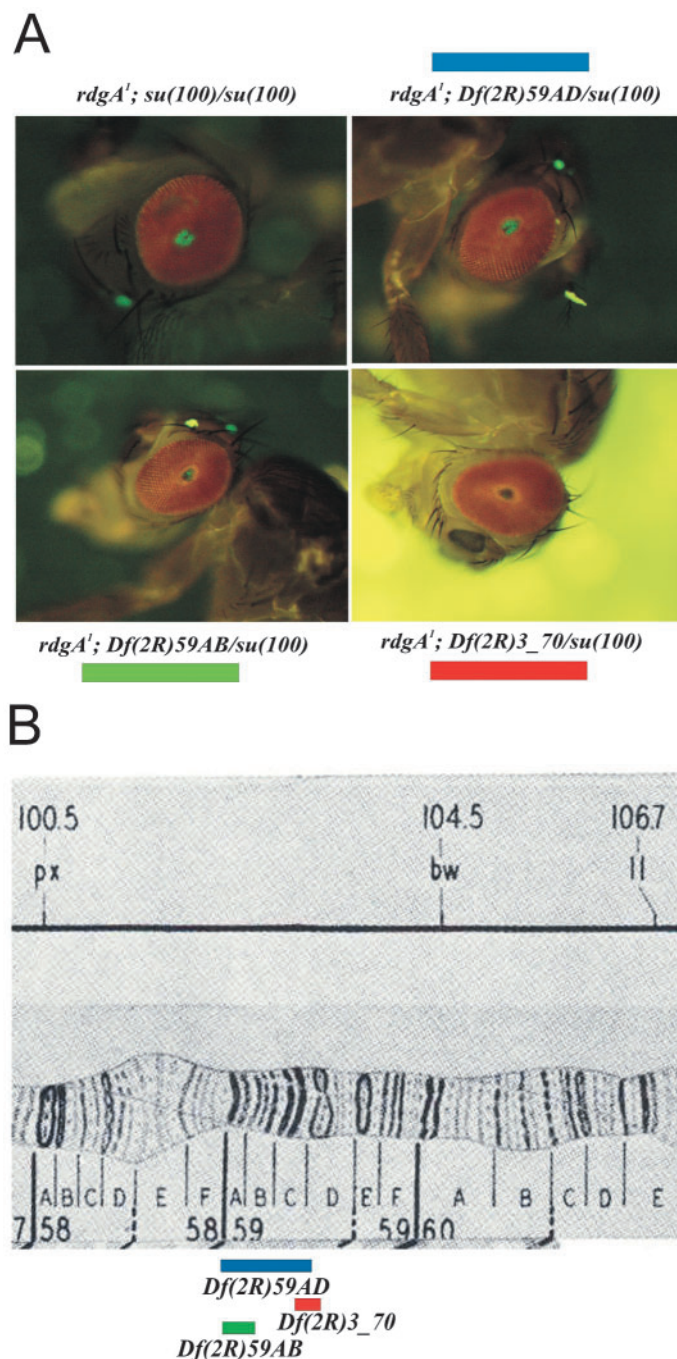 A
rdgA¹; su(100)/su(100)
rdgA¹; Df(2R)59AD/su(100)
rdgA¹; Df(2R)59AB/su(100)
rdgA¹; Df(2R)3_70/su(100)
B
100.5 104.5 106.7
px bw ll
A B C D E F A B C D E F A B C D E
7 58 58 59 59 60
Df(2R)59AD
Df(2R)3_70
Df(2R)59AB